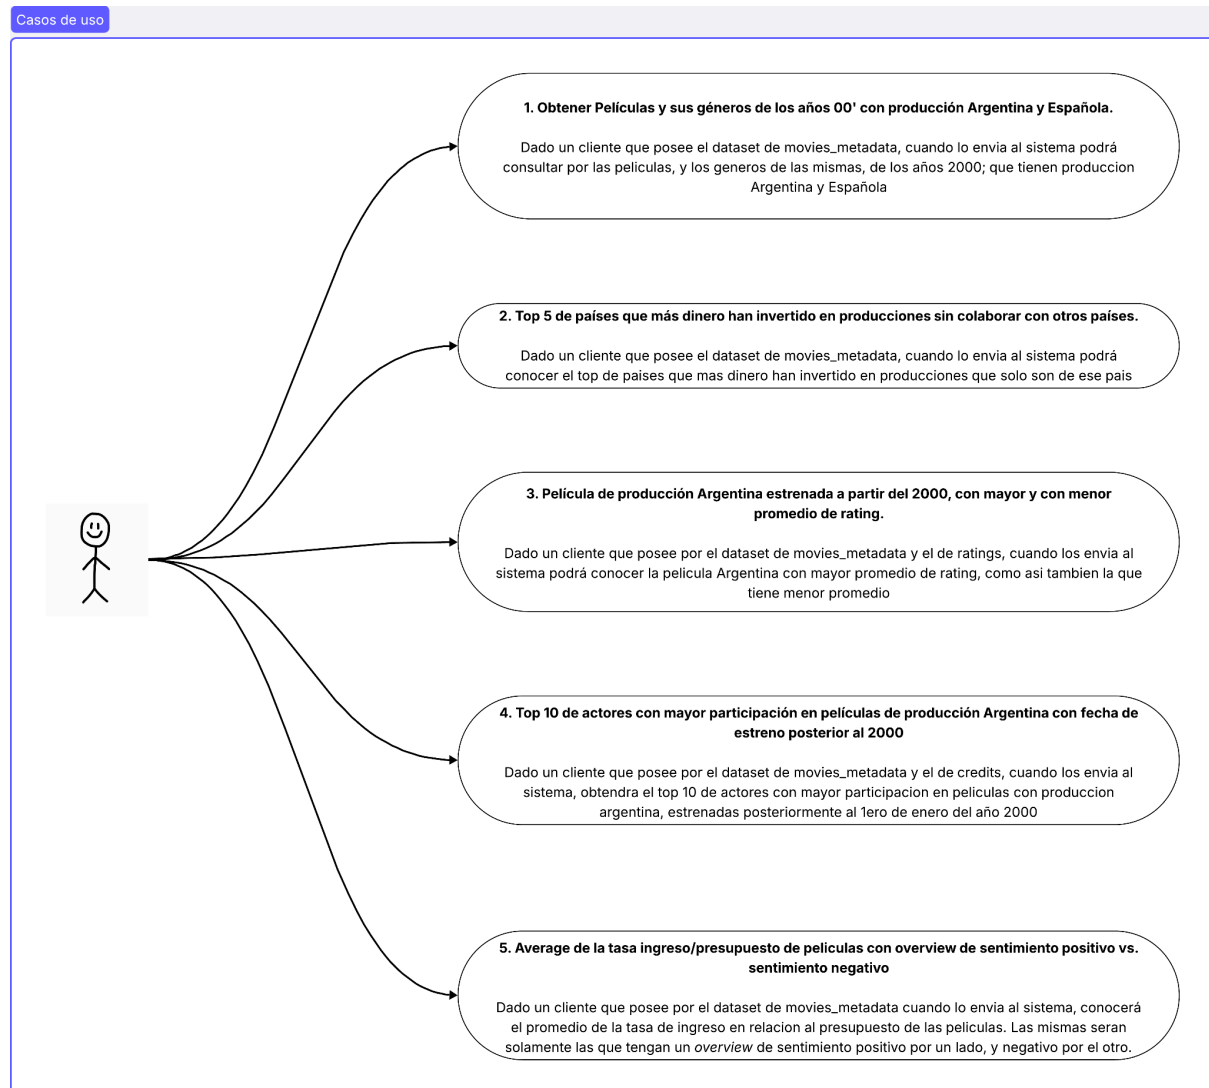 Casos de uso
1. Obtener Películas y sus géneros de los años 00' con producción Argentina y Española.
Dado un cliente que posee el dataset de movies_metadata, cuando lo envia al sistema podrá
consultar por las peliculas, y los generos de las mismas, de los años 2000; que tienen produccion
Argentina y Española
2. Top 5 de países que más dinero han invertido en producciones sin colaborar con otros países.
Dado un cliente que posee el dataset de movies_metadata, cuando lo envia al sistema podrá
conocer el top de paises que mas dinero han invertido en producciones que solo son de ese pais
3. Película de producción Argentina estrenada a partir del 2000, con mayor y con menor
promedio de rating.
Dado un cliente que posee por el dataset de movies_metadata y el de ratings, cuando los envia al
sistema podrá conocer la pelicula Argentina con mayor promedio de rating, como asi tambien la que
tiene menor promedio
4. Top 10 de actores con mayor participación en películas de producción Argentina con fecha de
estreno posterior al 2000
Dado un cliente que posee por el dataset de movies_metadata y el de credits, cuando los envia al
sistema, obtendra el top 10 de actores con mayor participacion en peliculas con produccion
argentina, estrenadas posteriormente al 1ero de enero del año 2000
5. Average de la tasa ingreso/presupuesto de peliculas con overview de sentimiento positivo vs.
sentimiento negativo
Dado un cliente que posee por el dataset de movies_metadata cuando lo envia al sistema, conocerá
el promedio de la tasa de ingreso en relacion al presupuesto de las peliculas. Las mismas seran
solamente las que tengan un overview de sentimiento positivo por un lado, y negativo por el otro.